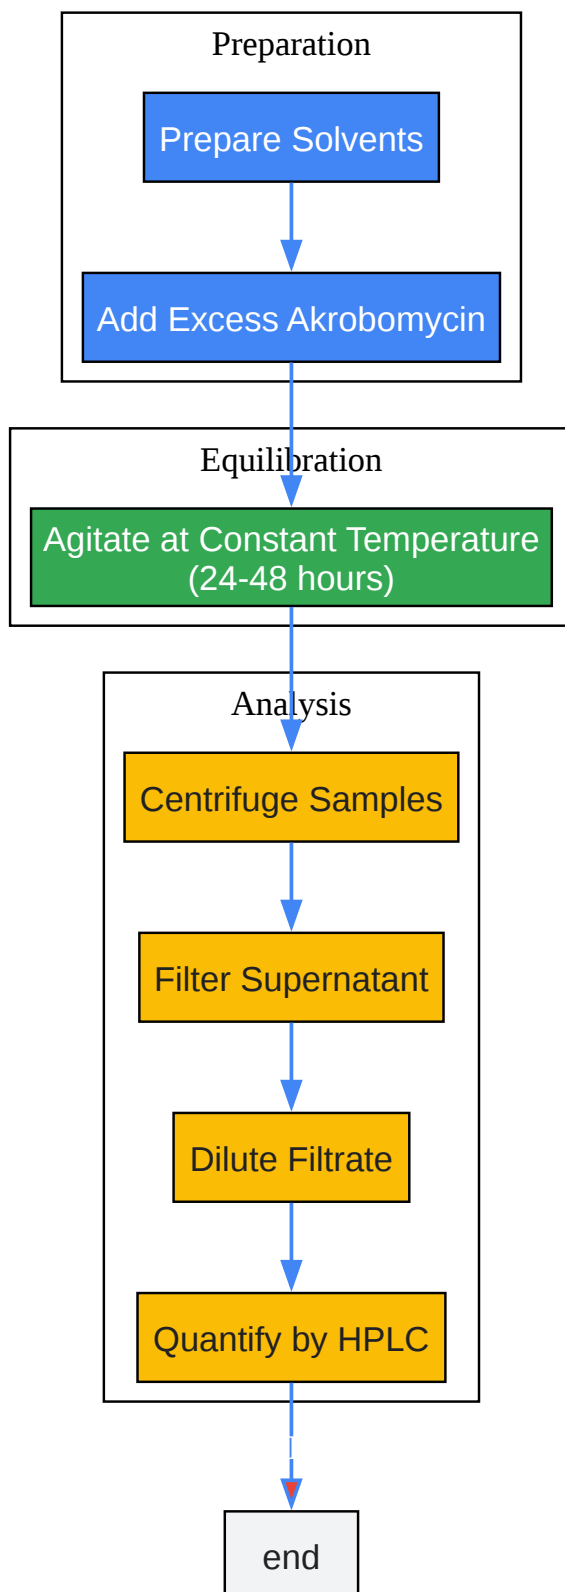 Preparation
Prepare Solvents
Add Excess Akrobomycin
Equilibration
Agitate at Constant Temperature
(24-48 hours)
Analysis
Centrifuge Samples
Filter Supernatant
Dilute Filtrate
Quantify by HPLC
end